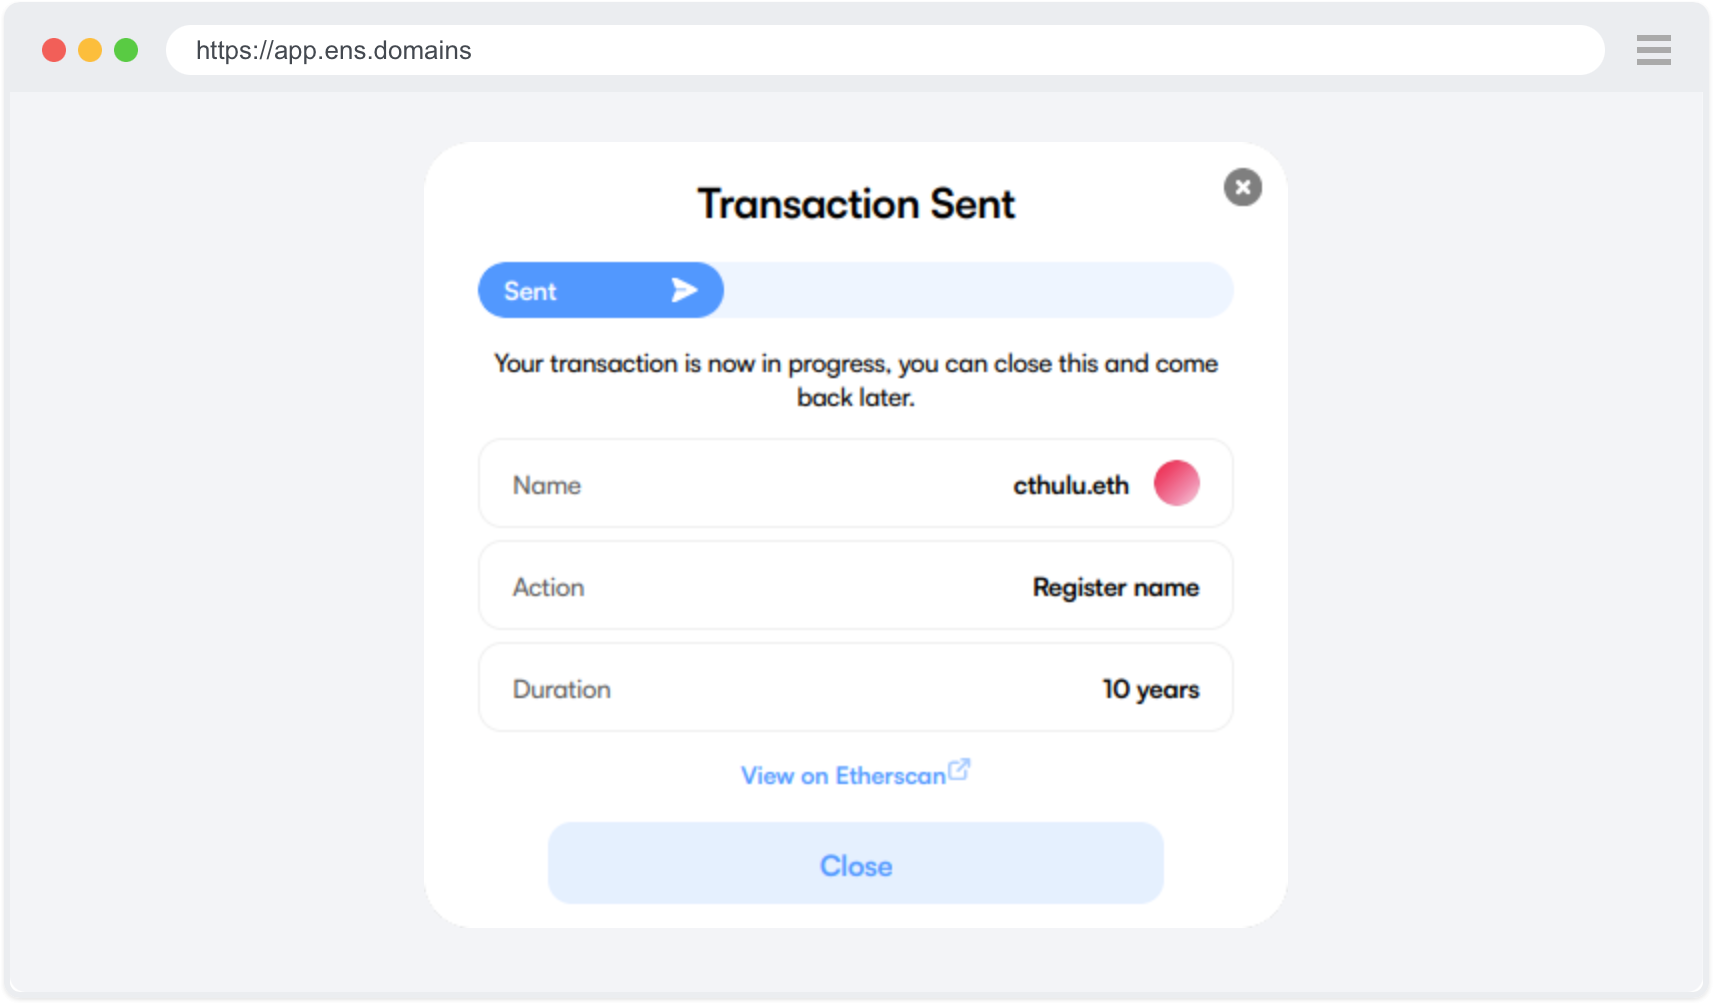 https://app.ens.domains
Transaction Sent
Sent
Your transaction is now in progress, you can close this and come
back later.
Name cthulu.eth
Action Register name
Duration 10 years
View on Etherscan
Close